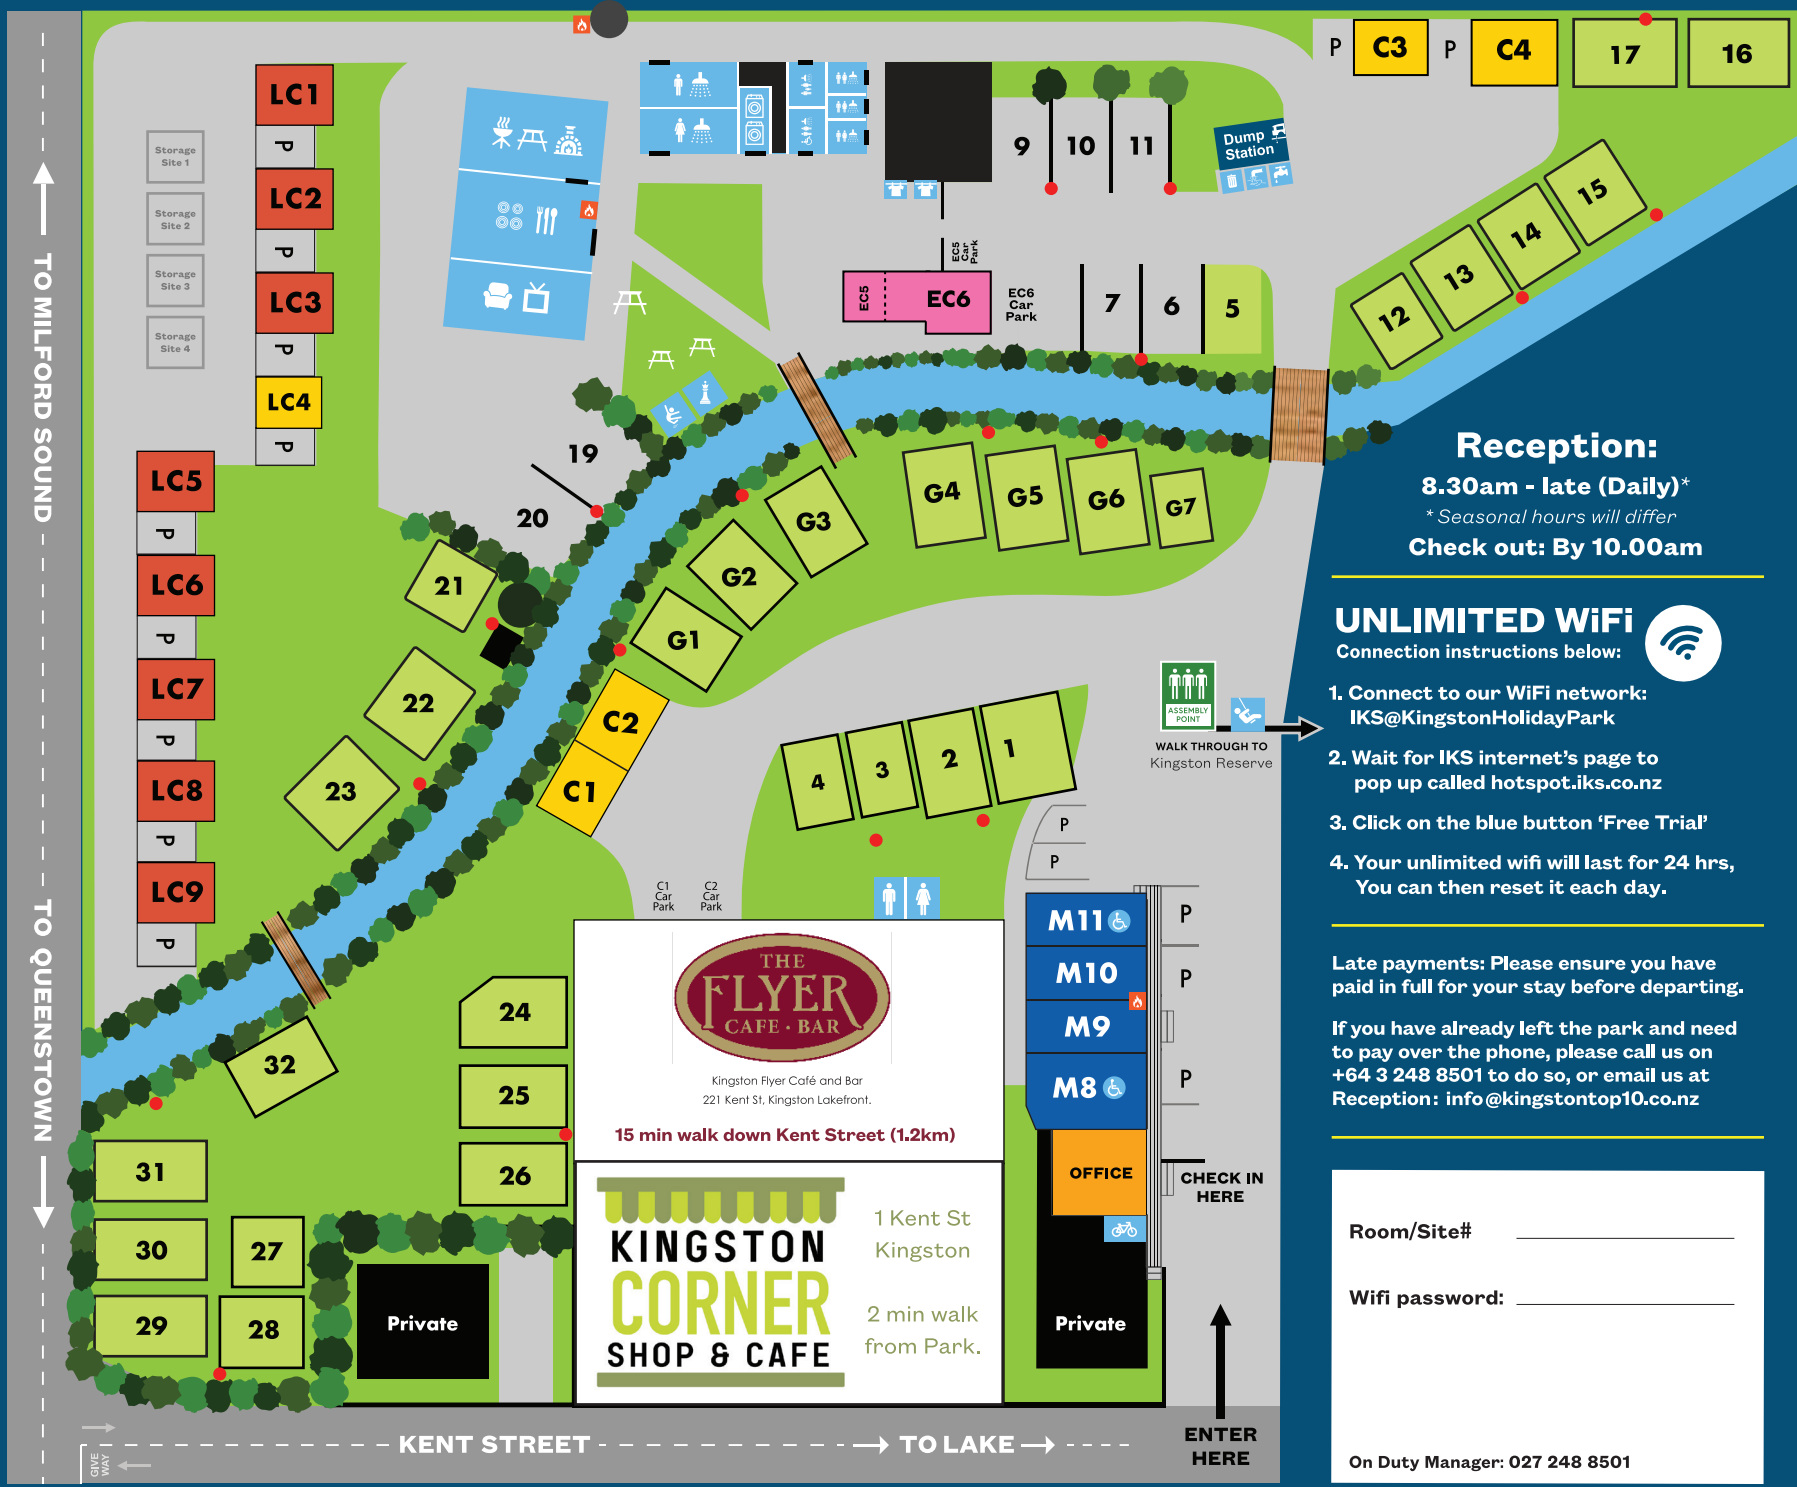 TO MILFORD SOUND
TO QUEENSTOWN
Storage
Site 1
Storage
Site 2
Storage
Site 3
Storage
Site 4
LC1
P
LC2
P
LC3
P
LC4
P
LC5
P
LC6
P
LC7
P
LC8
P
LC9
P
9
10
11
Dump
Station
P
C3
P
C4
17
16
15
14
13
12
EC5
Car
Park
EC5
EC6
EC6
Car
Park
7
6
5
19
20
21
22
23
G1
G2
G3
G4
G5
G6
G7
C2
C1
C1
Car
Park
C2
Car
Park
4
3
2
1
P
P
ASSEMBLY
POINT
WALK THROUGH TO
Kingston Reserve
M11
M10
M9
M8
P
P
P
OFFICE
CHECK IN
HERE
Private
24
25
26
32
31
30
29
27
28
Private
THE
FLYER
CAFE · BAR
Kingston Flyer Café and Bar
221 Kent St, Kingston Lakefront.
15 min walk down Kent Street (1.2km)
KINGSTON
CORNER
SHOP & CAFE
1 Kent St
Kingston
2 min walk
from Park.
GIVE
WAY
KENT STREET
TO LAKE
ENTER
HERE
Reception:
8.30am - late (Daily)*
* Seasonal hours will differ
Check out: By 10.00am
UNLIMITED WiFi
Connection instructions below:
1. Connect to our WiFi network:
IKS@KingstonHolidayPark
2. Wait for IKS internet's page to
pop up called hotspot.iks.co.nz
3. Click on the blue button ‘Free Trial’
4. Your unlimited wifi will last for 24 hrs,
You can then reset it each day.
Late payments: Please ensure you have
paid in full for your stay before departing.
If you have already left the park and need
to pay over the phone, please call us on
+64 3 248 8501 to do so, or email us at
Reception: info@kingstontop10.co.nz
Room/Site#
Wifi password:
On Duty Manager: 027 248 8501